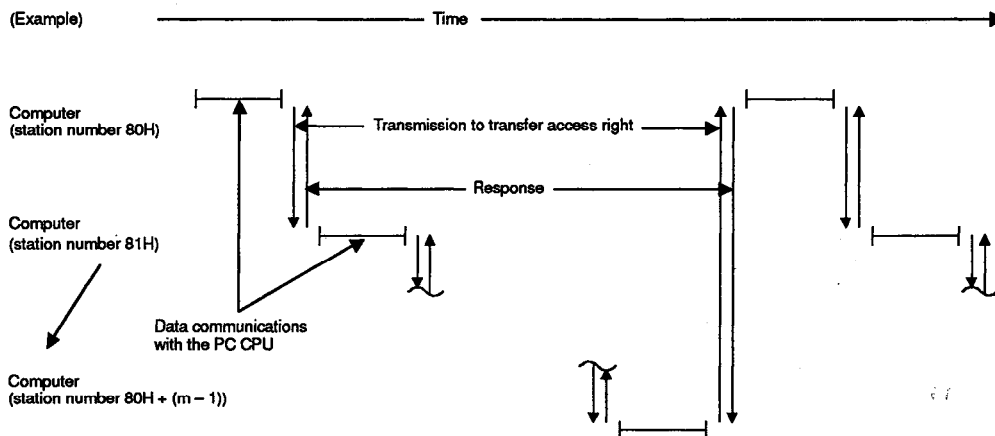 (Example)
Time
Computer
(station number 80H)
Transmission to transfer access right
Response
Computer
(station number 81H)
Data communications
with the PC CPU
Computer
(station number 80H + (m – 1))